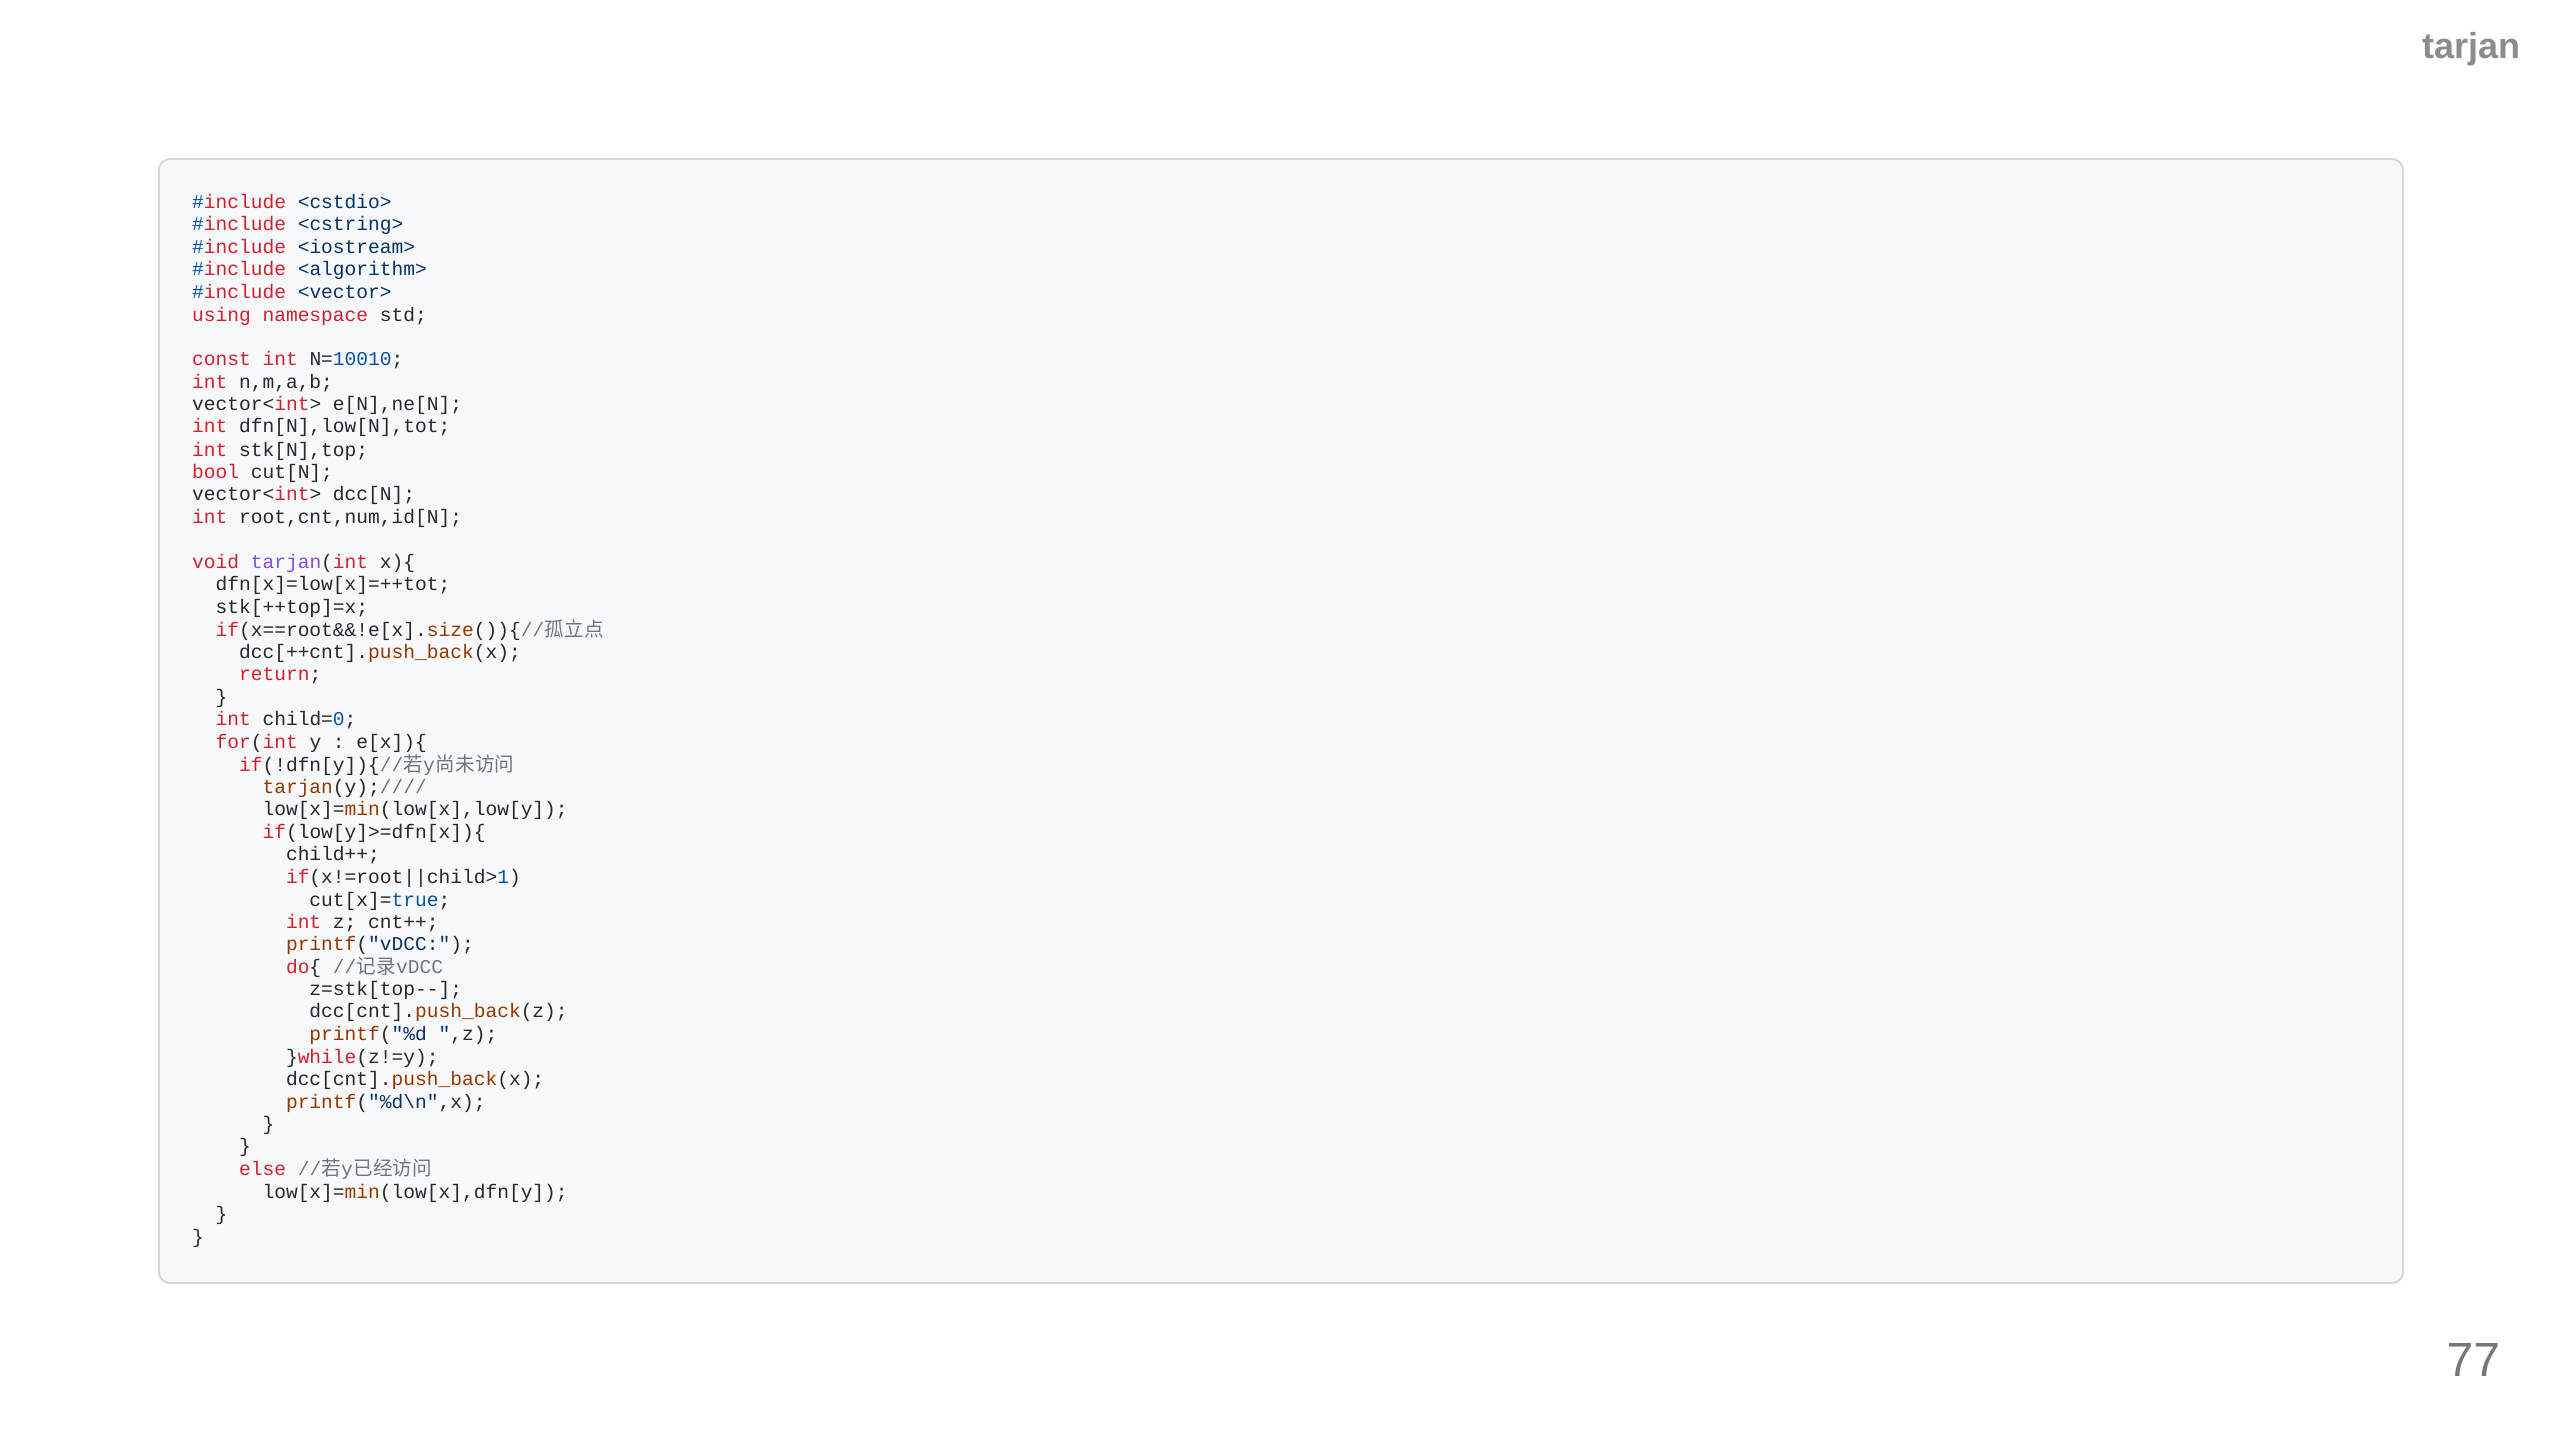 tarjan
#include <cstdio>
#include <cstring>
#include <iostream>
#include <algorithm>
#include <vector>
using namespace std;

const int N=10010;
int n,m,a,b;
vector<int> e[N],ne[N];
int dfn[N],low[N],tot;
int stk[N],top;
bool cut[N];
vector<int> dcc[N];
int root,cnt,num,id[N];

void tarjan(int x){
  dfn[x]=low[x]=++tot;
  stk[++top]=x;
  if(x==root&&!e[x].size()){//孤立点
    dcc[++cnt].push_back(x);
    return;
  }
  int child=0;
  for(int y : e[x]){
    if(!dfn[y]){//若y尚未访问
      tarjan(y);////
      low[x]=min(low[x],low[y]);
      if(low[y]>=dfn[x]){
        child++;
        if(x!=root||child>1)
          cut[x]=true;
        int z; cnt++;
        printf("vDCC:");
        do{ //记录vDCC
          z=stk[top--];
          dcc[cnt].push_back(z);
          printf("%d ",z);
        }while(z!=y);
        dcc[cnt].push_back(x);
        printf("%d\n",x);
      }
    }
    else //若y已经访问
      low[x]=min(low[x],dfn[y]);
  }
}
77